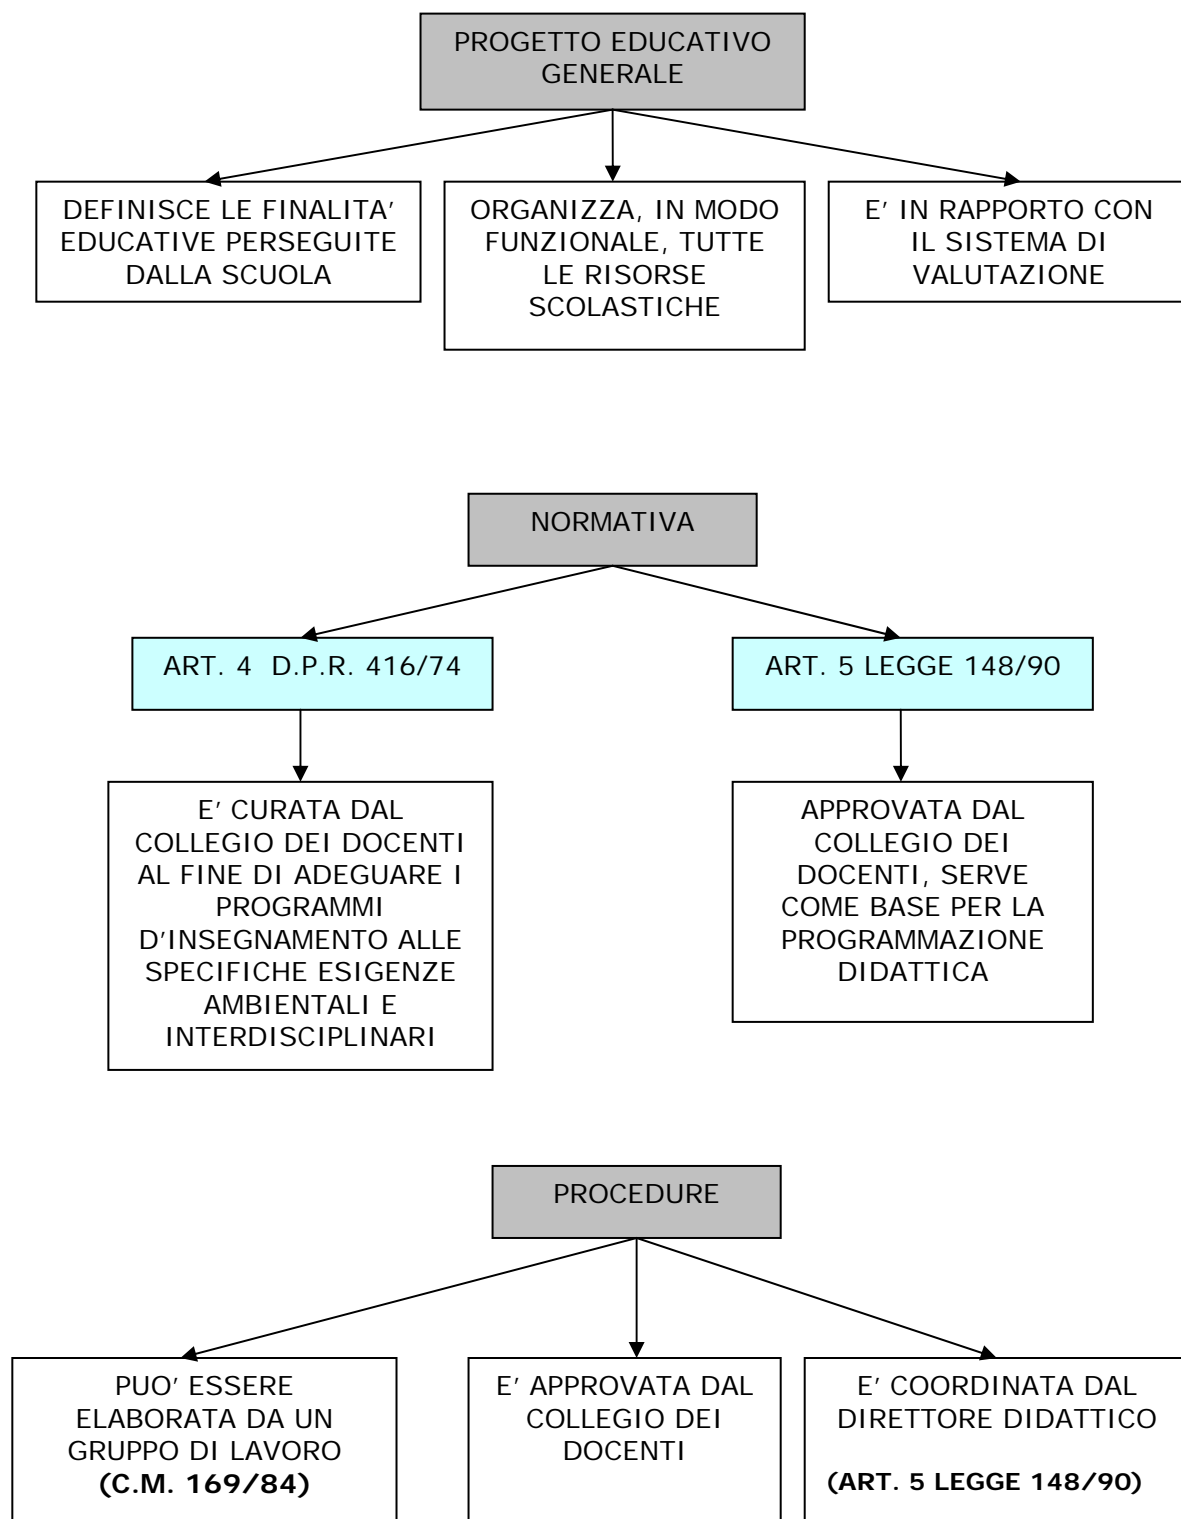 PROGETTO EDUCATIVO
GENERALE
DEFINISCE LE FINALITA'
EDUCATIVE PERSEGUITE
DALLA SCUOLA
ORGANIZZA, IN MODO
FUNZIONALE, TUTTE
LE RISORSE
SCOLASTICHE
E' IN RAPPORTO CON
IL SISTEMA DI
VALUTAZIONE
NORMATIVA
ART. 4 D.P.R. 416/74
E' CURATA DAL
COLLEGIO DEI DOCENTI
AL FINE DI ADEGUARE I
PROGRAMMI
D'INSEGNAMENTO ALLE
SPECIFICHE ESIGENZE
AMBIENTALI E
INTERDISCIPLINARI
ART. 5 LEGGE 148/90
APPROVATA DAL
COLLEGIO DEI
DOCENTI, SERVE
COME BASE PER LA
PROGRAMMAZIONE
DIDATTICA
PROCEDURE
PUO' ESSERE
ELABORATA DA UN
GRUPPO DI LAVORO
(C.M. 169/84)
E' APPROVATA DAL
COLLEGIO DEI
DOCENTI
E' COORDINATA DAL
DIRETTORE DIDATTICO
(ART. 5 LEGGE 148/90)